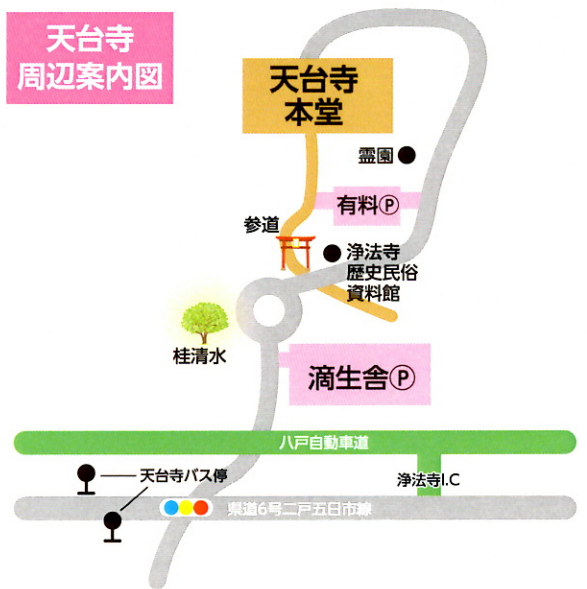 天台寺
周辺案内図
天台寺
本堂
霊園
有料Ⓟ
参道
浄法寺
歴史民俗
資料館
桂清水
滴生舎Ⓟ
八戸自動車道
天台寺バス停
浄法寺I.C
県道6号二戸五日市線